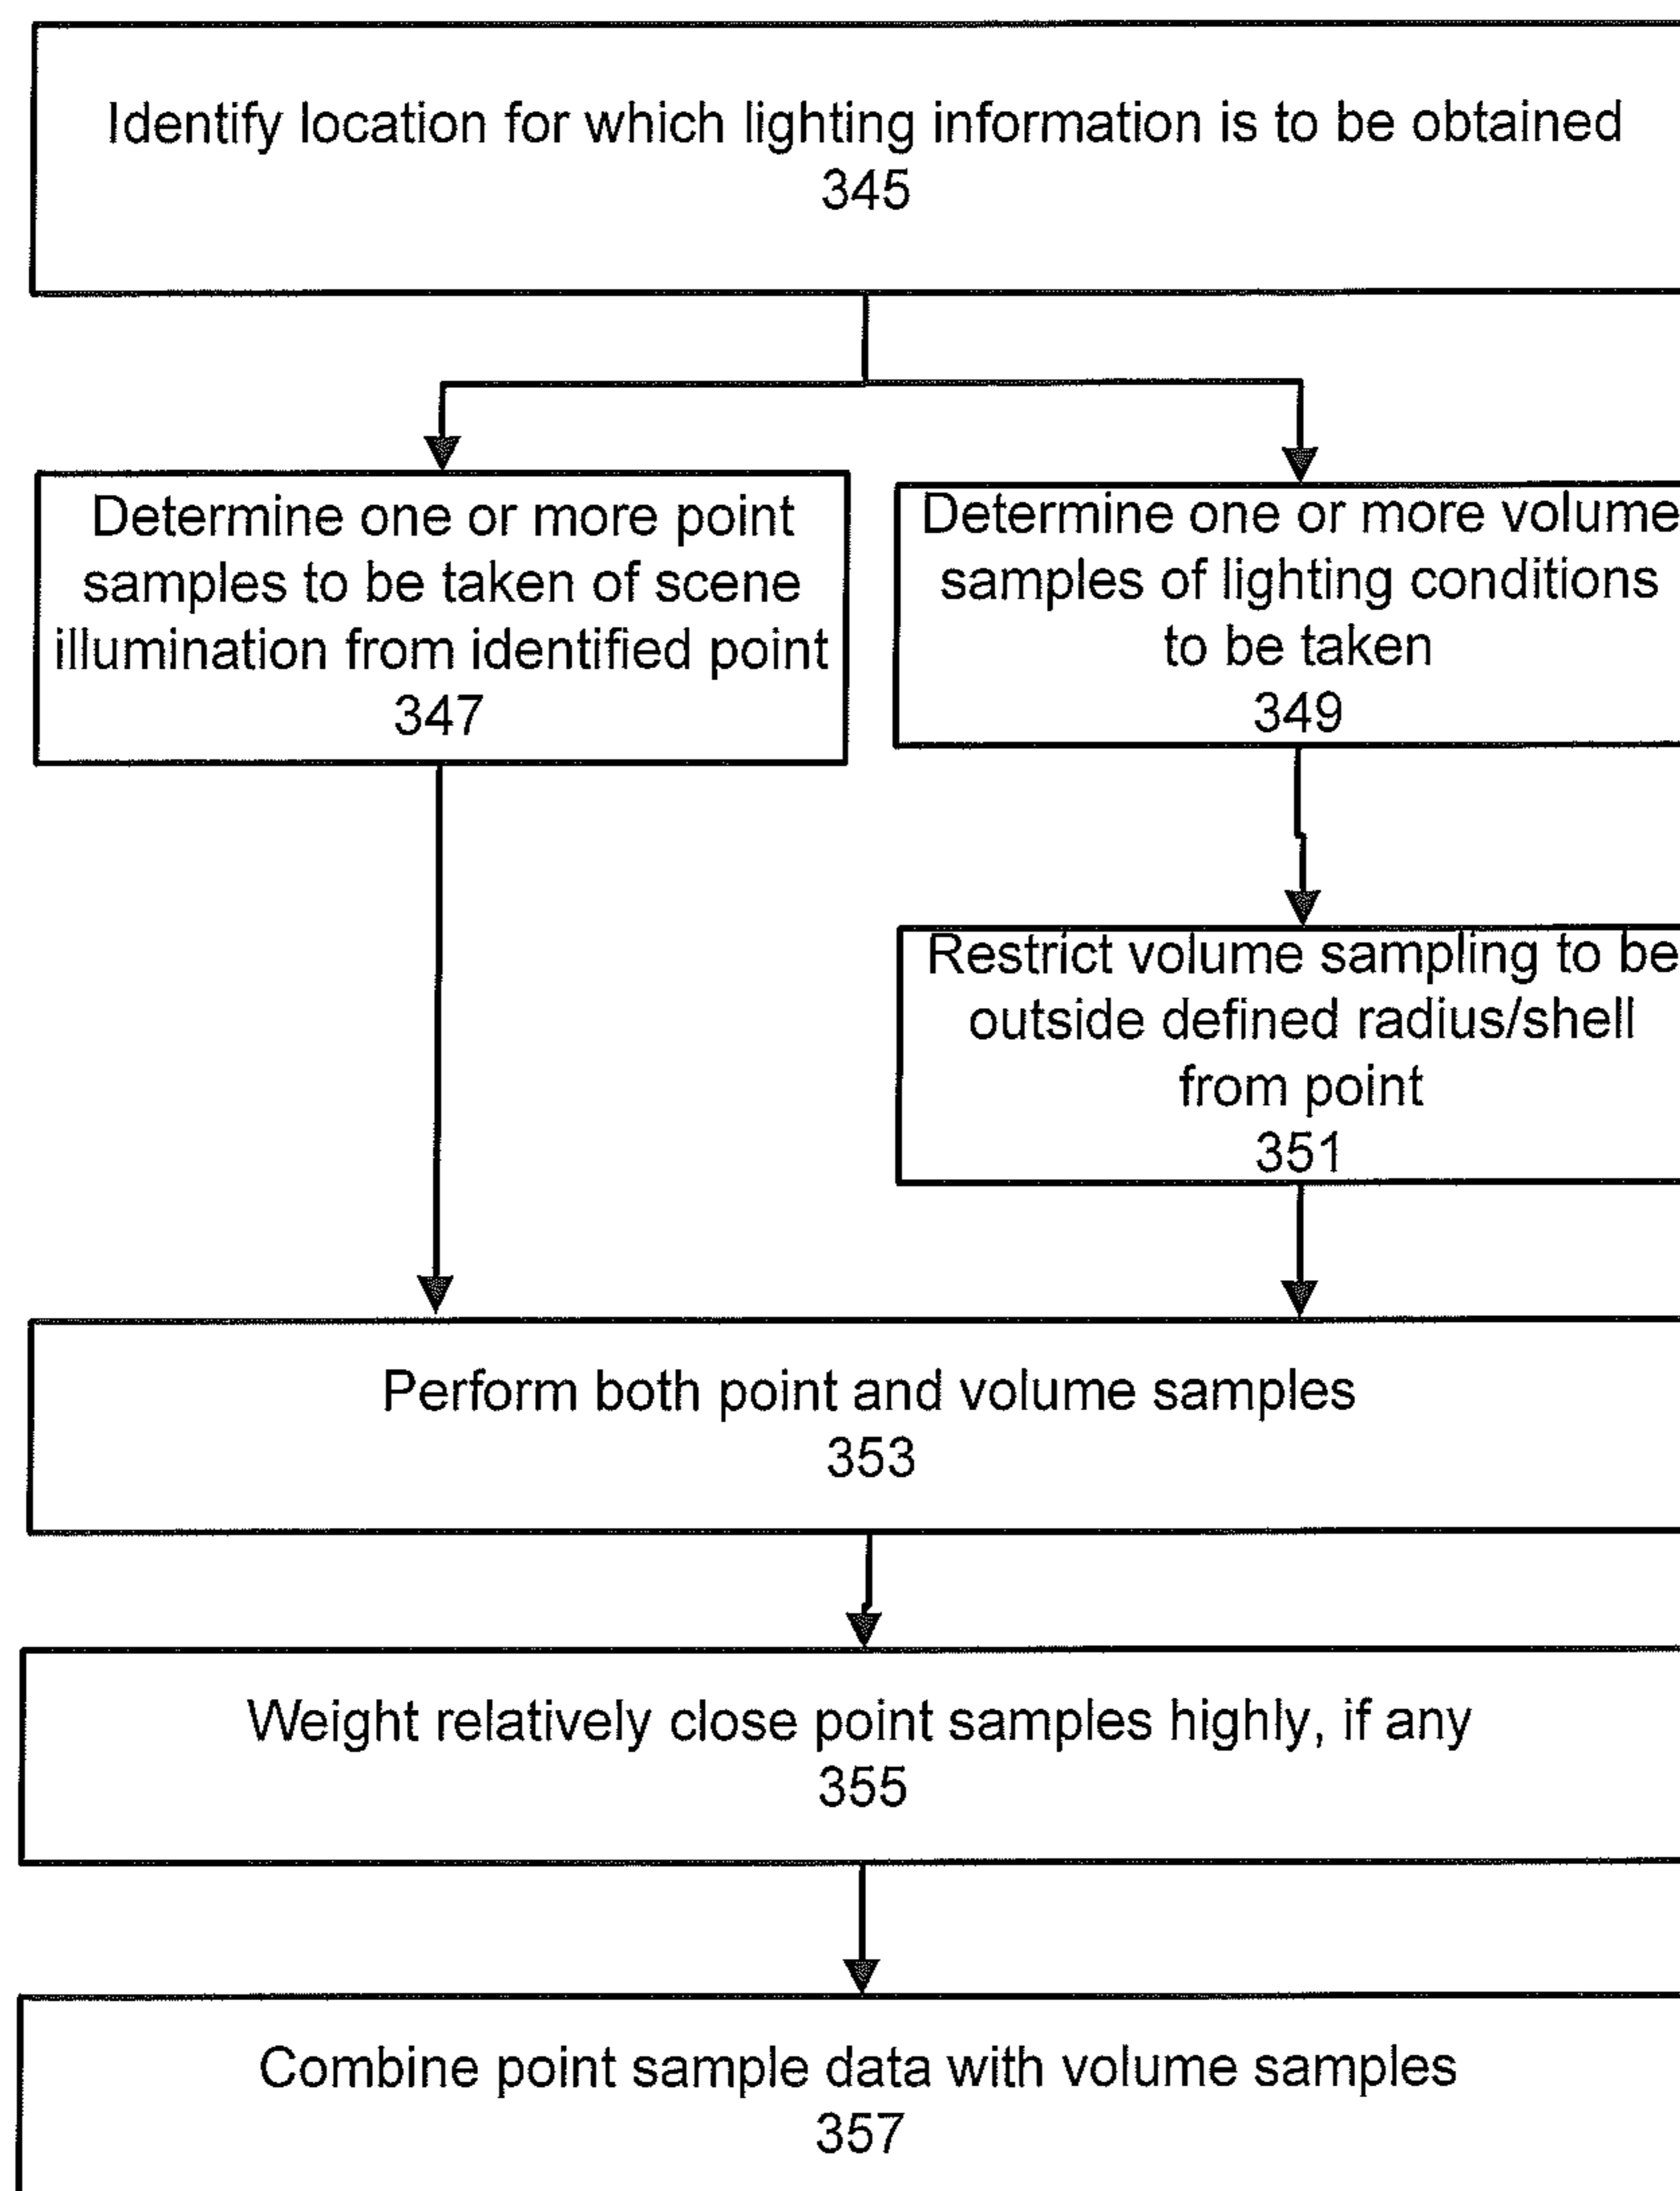 Identify location for which lighting information is to be obtained
345
Determine one or more point
samples to be taken of scene
illumination from identified point
347
Determine one or more volume
samples of lighting conditions
to be taken
349
Restrict volume sampling to be
outside defined radius/shell
from point
351
Perform both point and volume samples
353
Weight relatively close point samples highly, if any
355
Combine point sample data with volume samples
357